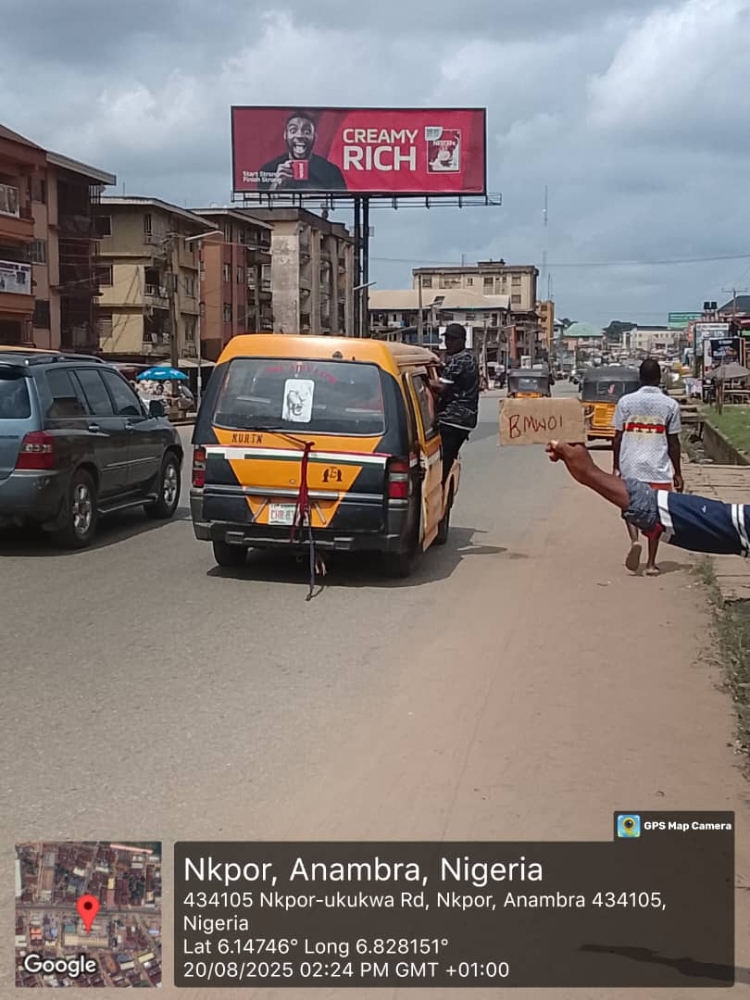 CREAMY
RICH
Start Strong
Finish Strong
NESCAFÉ
BMW01
NURTW
GPS Map Camera
Nkpor, Anambra, Nigeria
434105 Nkpor-ukukwa Rd, Nkpor, Anambra 434105,
Nigeria
Lat 6.14746° Long 6.828151°
20/08/2025 02:24 PM GMT +01:00
Google